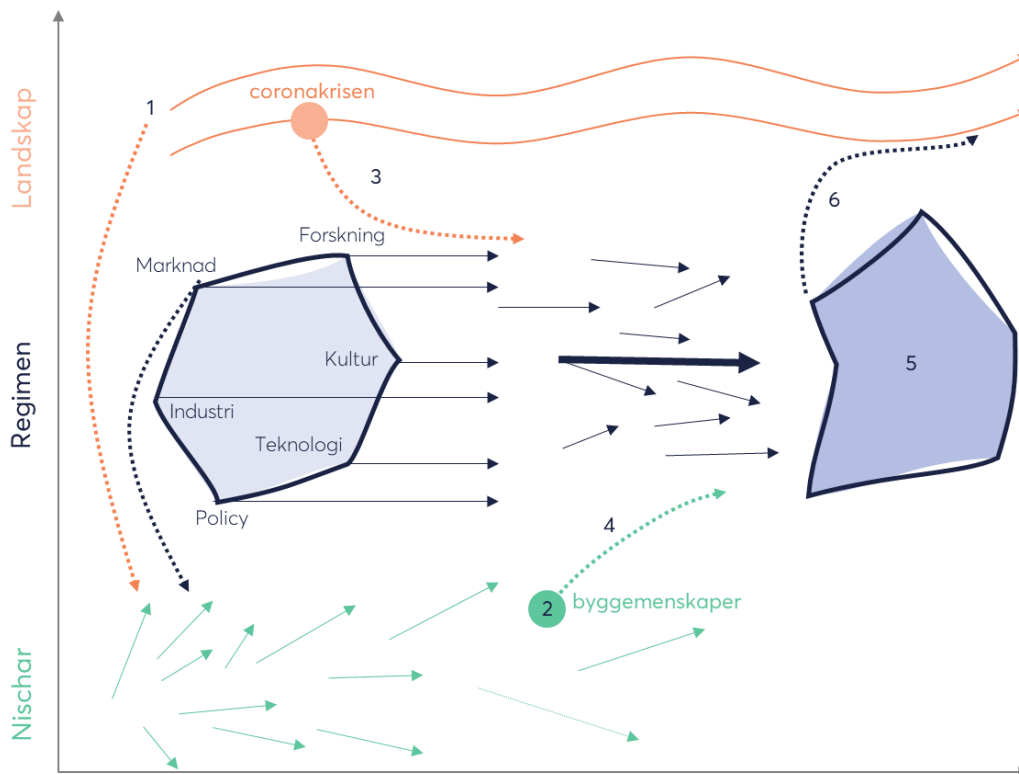 Landskap
1
coronakrisen
3
6
Forskning
Marknad
Regimen
Kultur
5
Industri
Teknologi
Policy
4
2
byggemenskaper
Nischar